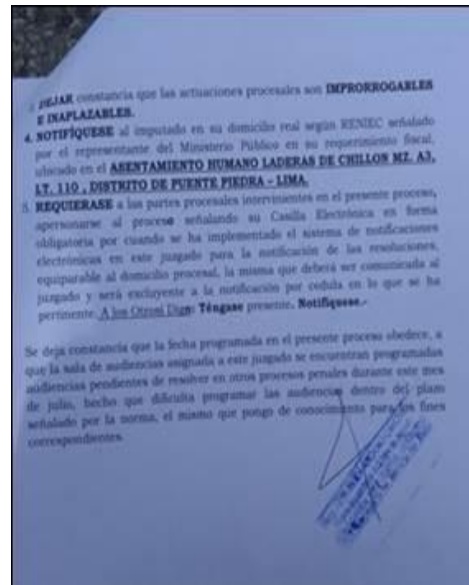 3. DEJAR constancia que las actuaciones procesales son IMPRORROGABLES
E INAPLAZABLES.
4. NOTIFÍQUESE al imputado en su domicilio real según RENIEC señalado
por el representante del Ministerio Público en su requerimiento fiscal,
ubicado en el ASENTAMIENTO HUMANO LADERAS DE CHILLON MZ. A3,
LT. 110 , DISTRITO DE PUENTE PIEDRA – LIMA.
5. REQUIERASE a las partes procesales intervinientes en el presente proceso,
apersonarse al proceso señalando su Casilla Electrónica en forma
obligatoria por cuando se ha implementado el sistema de notificaciones
electrónicas en este juzgado para la notificación de las resoluciones,
equiparable al domicilio procesal, la misma que deberá ser comunicada al
juzgado y será excluyente a la notificación por cedula en lo que se ha
pertinente. A los Otrosí Digo: Téngase presente. Notifíquese.-
Se deja constancia que la fecha programada en el presente proceso obedece, a
que la sala de audiencias asignada a este juzgado se encuentran programadas
audiencias pendientes de resolver en otros procesos penales durante este mes
de julio, hecho que dificulta programar las audiencias dentro del plazo
señalado por la norma, el mismo que pongo de conocimiento para los fines
correspondientes.